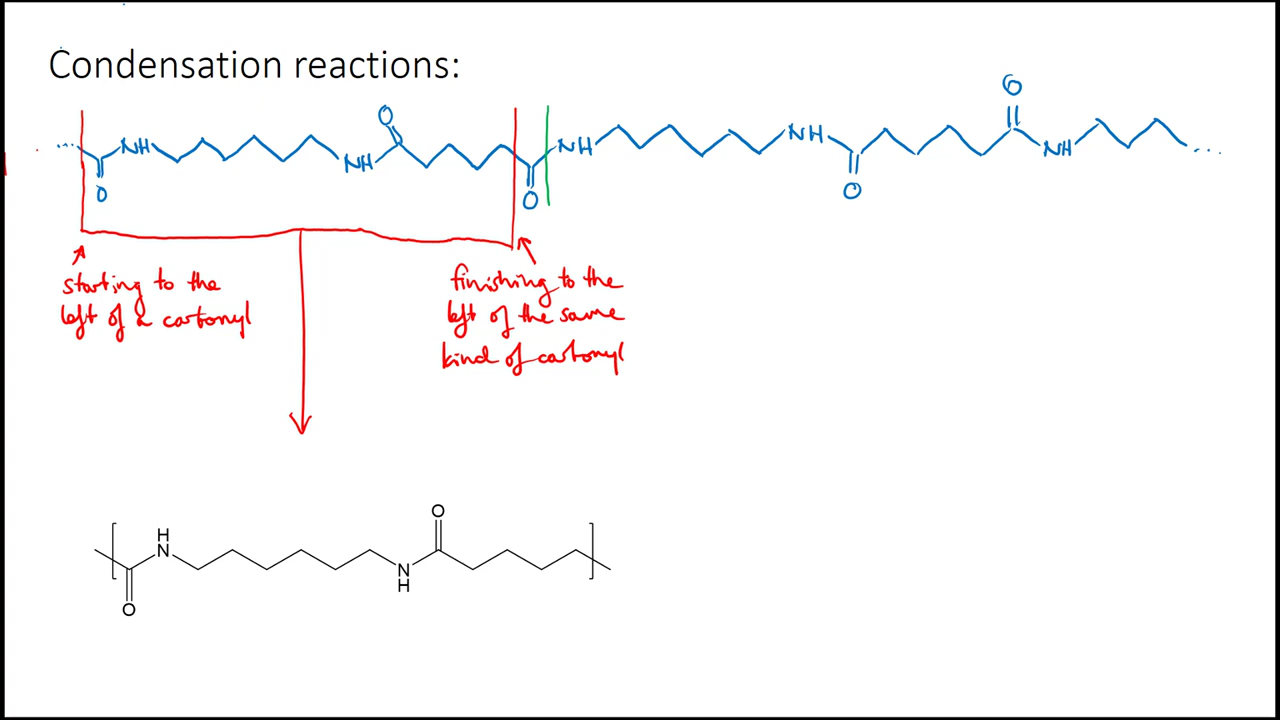 Condensation reactions:
O
O
... NH NH NH NH NH ...
O O O
starting to the
left of a carbonyl
finishing to the
left of the same
kind of carbonyl
O
H
N N
H
O